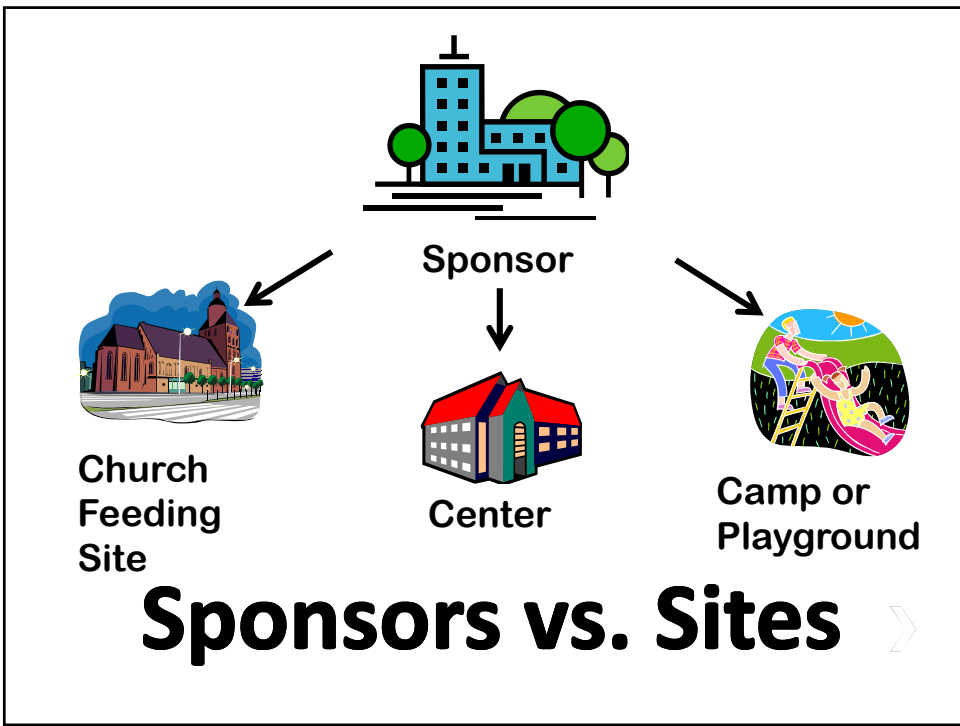 Sponsor
Church
Feeding
Site
Center
Camp or
Playground
Sponsors vs. Sites